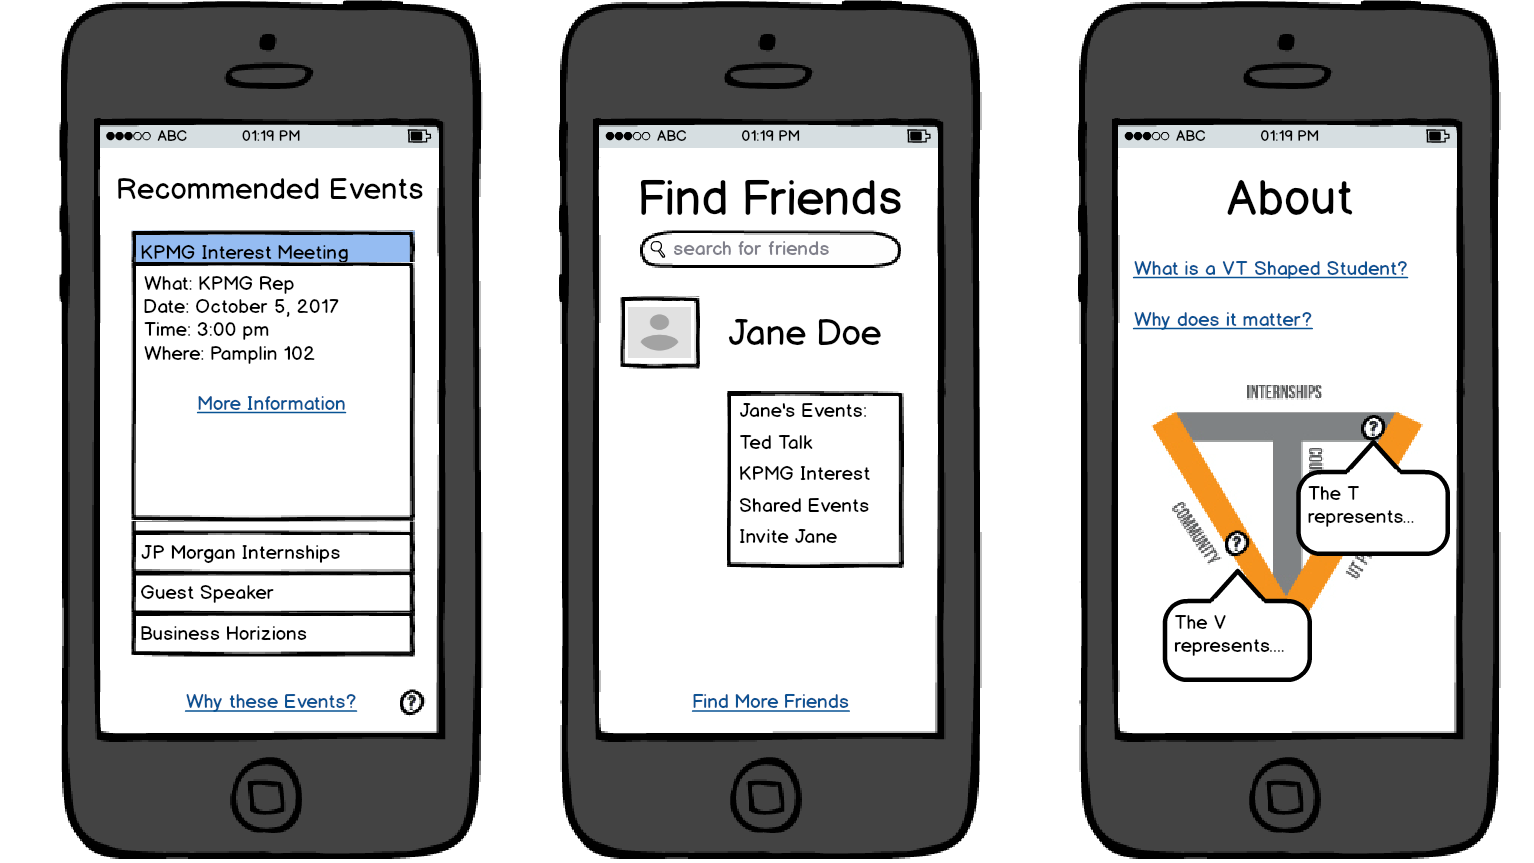 ABC 01:19 PM
Recommended Events
KPMG Interest Meeting
What: KPMG Rep
Date: October 5, 2017
Time: 3:00 pm
Where: Pamplin 102
More Information
JP Morgan Internships
Guest Speaker
Business Horizions
Why these Events? ?
ABC 01:19 PM
Find Friends
search for friends
Jane Doe
Jane's Events:
Ted Talk
KPMG Interest
Shared Events
Invite Jane
Find More Friends
ABC 01:19 PM
About
What is a VT Shaped Student?
Why does it matter?
INTERNSHIPS
?
The T
represents...
COMMUNITY
?
UT
The V
represents....